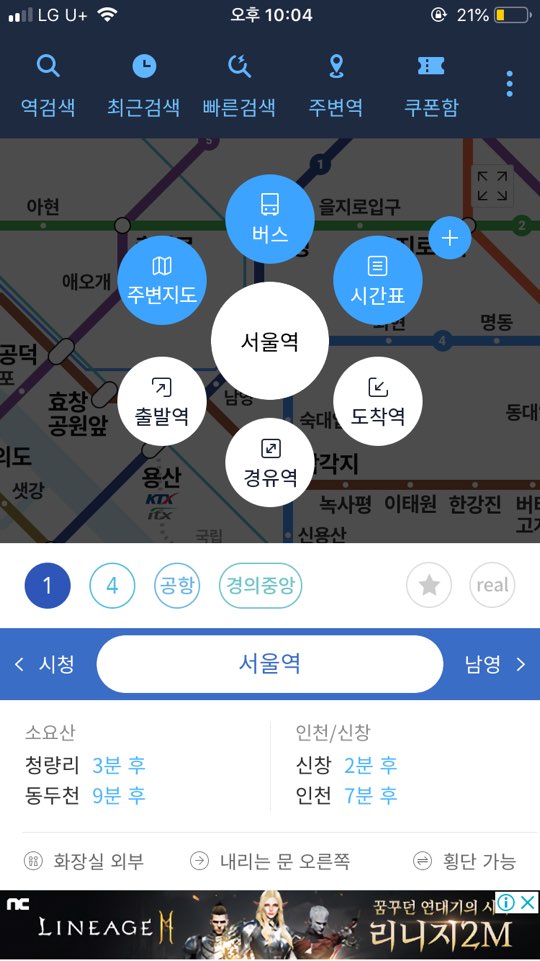 LG U+ 오후 10:04 21%
역검색 최근검색 빠른검색 주변역 쿠폰함
5
1
아현 을지로입구
2
버스
애오개 주변지도 시간표
서울역
4 명동
공덕
효창
공원앞
남영
출발역 도착역
숙대
경유역
삼각지
용산
KTX
itx
샛강
녹사평 이태원 한강진
국립
신용산
1 4 공항 경의중앙 real
시청 서울역 남영
소요산 인천/신창
청량리 3분 후 신창 2분 후
동두천 9분 후 인천 7분 후
화장실 외부 내리는 문 오른쪽 횡단 가능
nc
LINEAGE M
꿈꾸던 연대기의 시
리니지2M